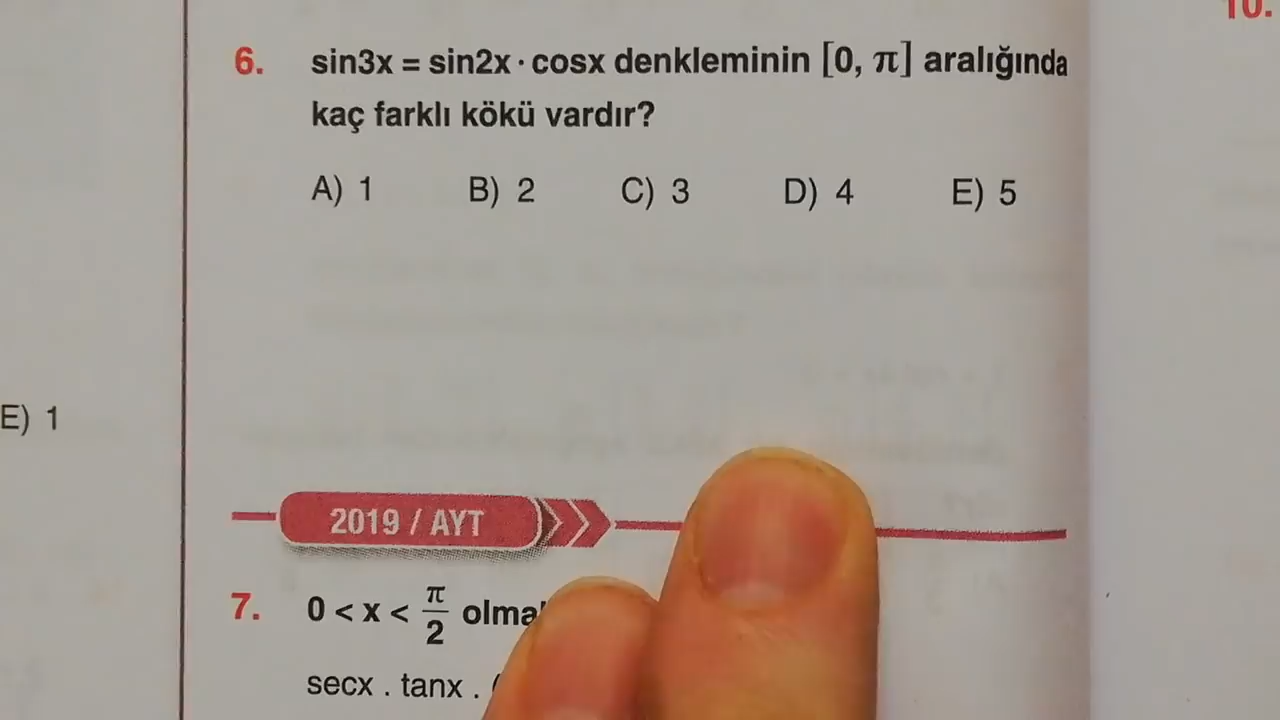 10.
6. sin3x = sin2x · cosx denkleminin [0, π] aralığında
kaç farklı kökü vardır?
A) 1 B) 2 C) 3 D) 4 E) 5
E) 1
2019 / AYT
7. 0 < x < π/2
secx . tanx .